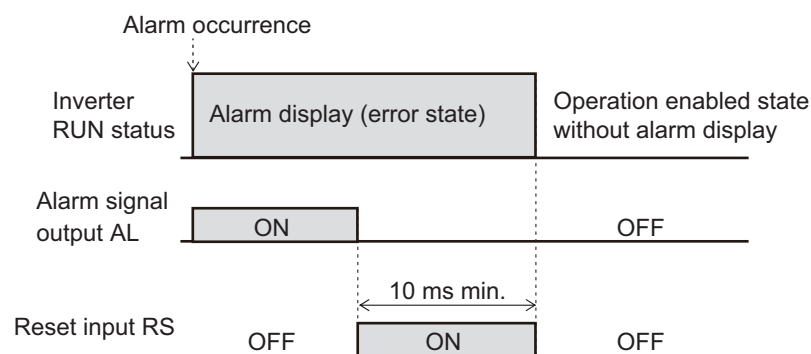 Alarm occurrence
Inverter
RUN status
Alarm display (error state)
Operation enabled state
without alarm display
Alarm signal
output AL
ON
OFF
10 ms min.
Reset input RS
OFF
ON
OFF